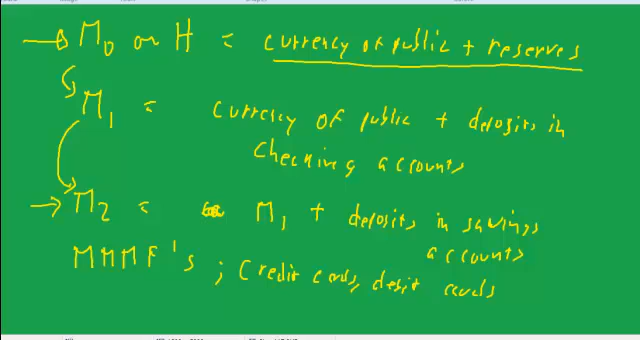 M0 or H = currency of public + reserves
M1 = currency of public + deposits in
checking accounts
M2 = M1 + deposits in savings
accounts
MMMF's ; Credit cards, debit cards